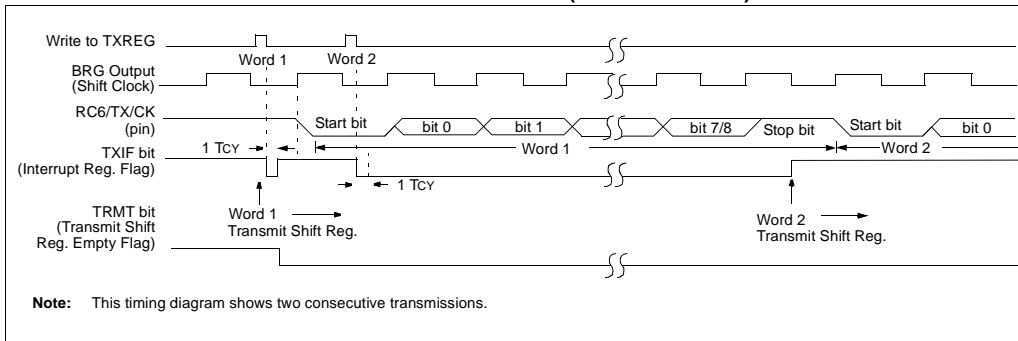 Write to TXREG
Word 1
Word 2
BRG Output
(Shift Clock)
RC6/TX/CK
(pin)
Start bit
bit 0
bit 1
bit 7/8
Stop bit
Start bit
bit 0
TXIF bit
(Interrupt Reg. Flag)
1 TCY
Word 1
Word 2
1 TCY
TRMT bit
(Transmit Shift
Reg. Empty Flag)
Word 1
Transmit Shift Reg.
Word 2
Transmit Shift Reg.
Note: This timing diagram shows two consecutive transmissions.